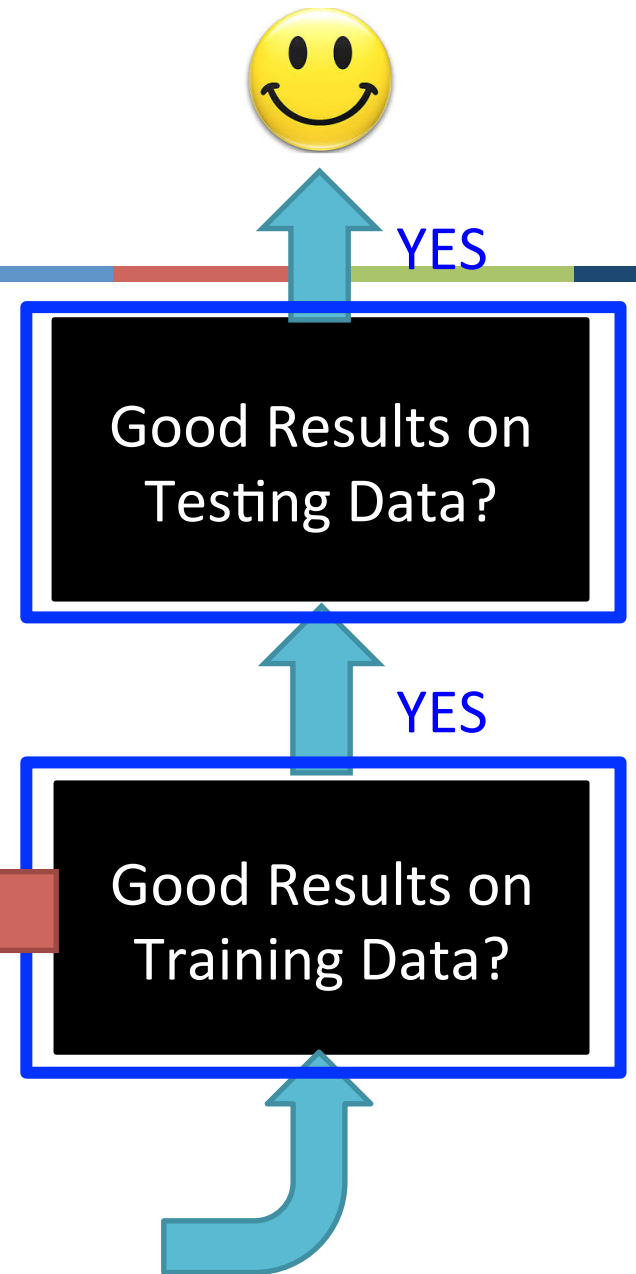 YES
Good Results on
Testing Data?
YES
Good Results on
Training Data?